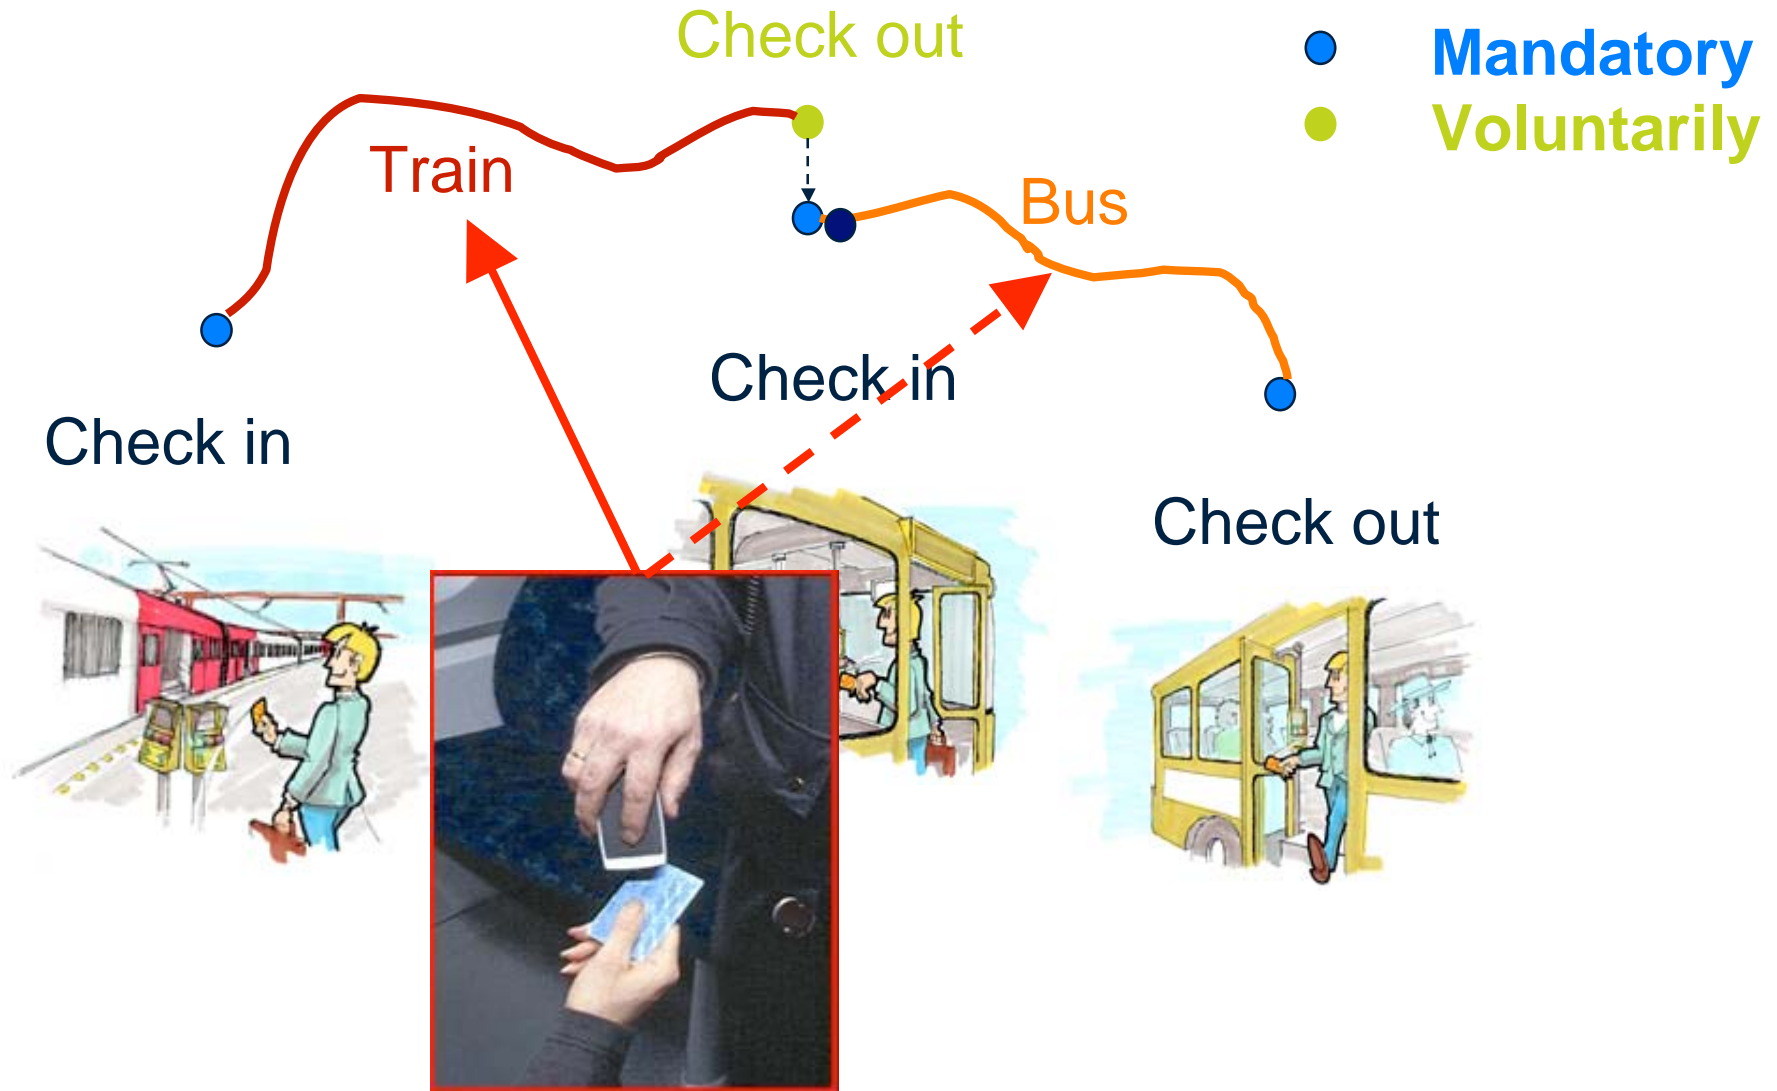 Check out
Mandatory
Voluntarily
Train
Bus
Check in
Check in
Check out